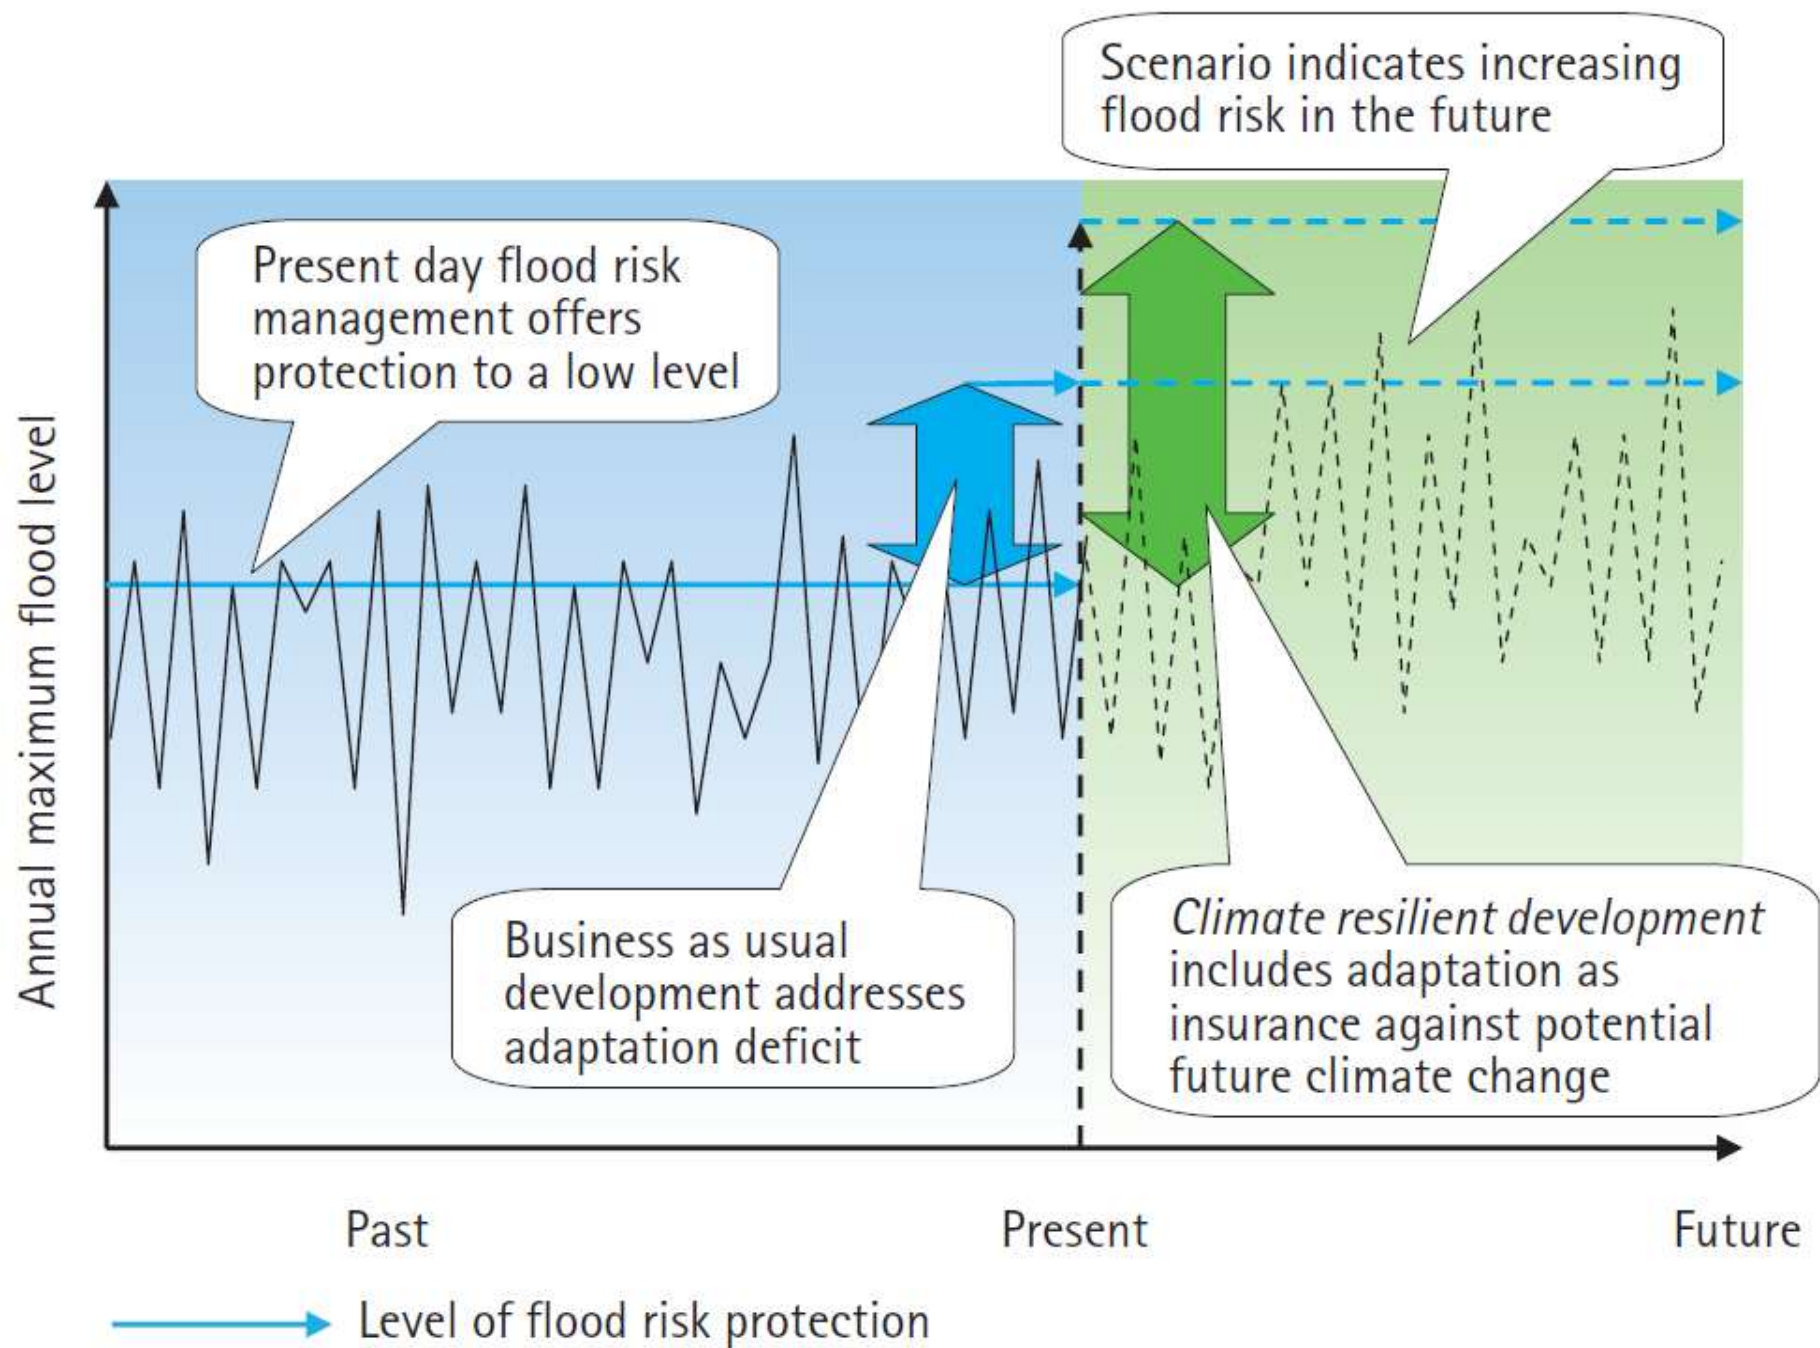 Scenario indicates increasing
flood risk in the future
Present day flood risk
management offers
protection to a low level
Annual maximum flood level
Business as usual
development addresses
adaptation deficit
Climate resilient development
includes adaptation as
insurance against potential
future climate change
Past
Present
Future
Level of flood risk protection